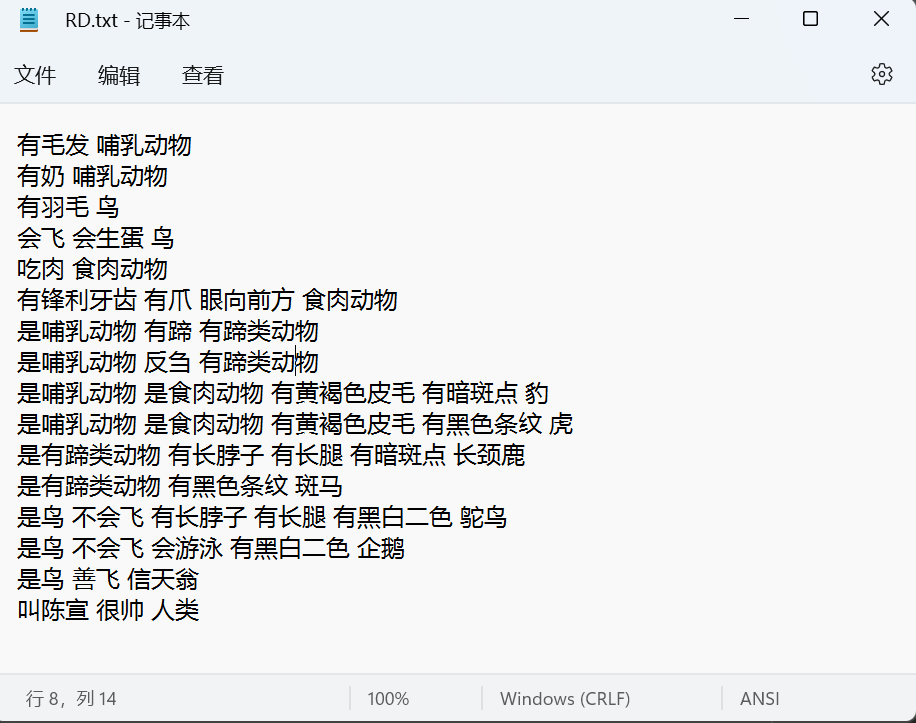 RD.txt - 记事本
文件 编辑 查看
有毛发 哺乳动物
有奶 哺乳动物
有羽毛 鸟
会飞 会生蛋 鸟
吃肉 食肉动物
有锋利牙齿 有爪 眼向前方 食肉动物
是哺乳动物 有蹄 有蹄类动物
是哺乳动物 反刍 有蹄类动物
是哺乳动物 是食肉动物 有黄褐色皮毛 有暗斑点 豹
是哺乳动物 是食肉动物 有黄褐色皮毛 有黑色条纹 虎
是有蹄类动物 有长脖子 有长腿 有暗斑点 长颈鹿
是有蹄类动物 有黑色条纹 斑马
是鸟 不会飞 有长脖子 有长腿 有黑白二色 鸵鸟
是鸟 不会飞 会游泳 有黑白二色 企鹅
是鸟 善飞 信天翁
叫陈宣 很帅 人类
行 8，列 14 100% Windows (CRLF) ANSI